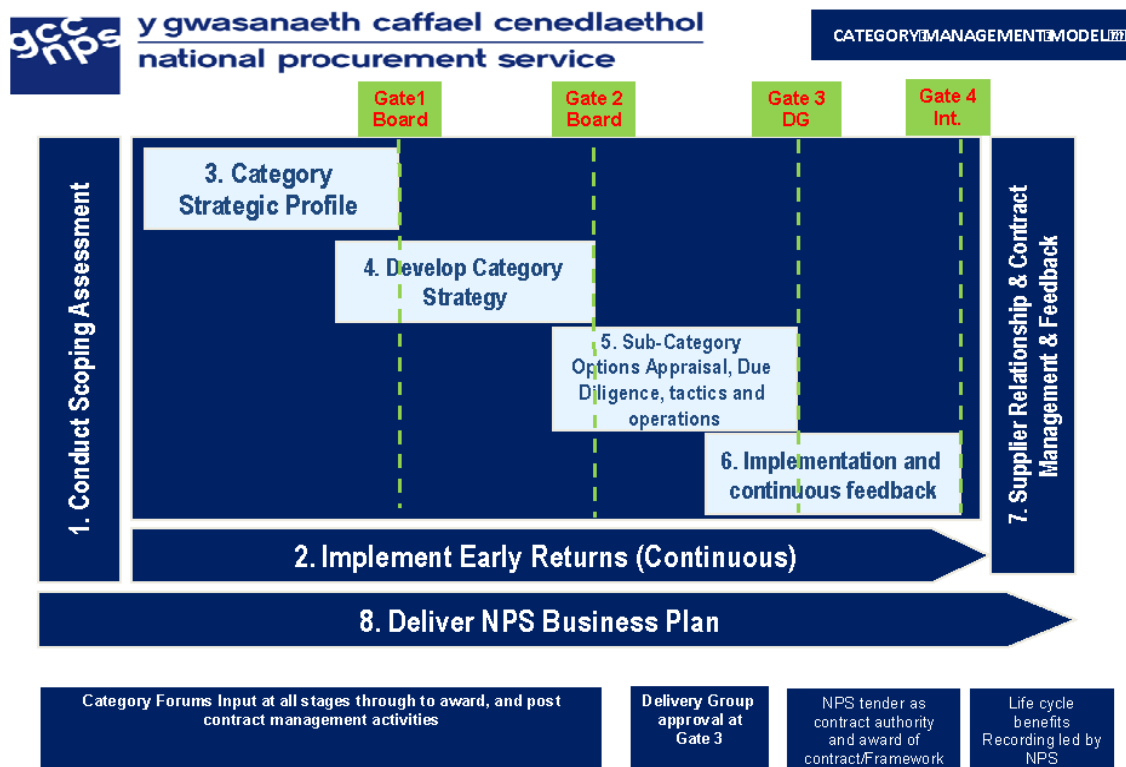 gcc
nps
y gwasanaeth caffael cenedlaethol
national procurement service
CATEGORY MANAGEMENT MODEL
Gate1
Board
Gate 2
Board
Gate 3
DG
Gate 4
Int.
1. Conduct Scoping Assessment
3. Category
Strategic Profile
4. Develop Category
Strategy
5. Sub-Category
Options Appraisal, Due
Diligence, tactics and
operations
6. Implementation and
continuous feedback
7. Supplier Relationship & Contract
Management & Feedback
2. Implement Early Returns (Continuous)
8. Deliver NPS Business Plan
Category Forums Input at all stages through to award, and post
contract management activities
Delivery Group
approval at
Gate 3
NPS tender as
contract authority
and award of
contract/Framework
Life cycle
benefits
Recording led by
NPS